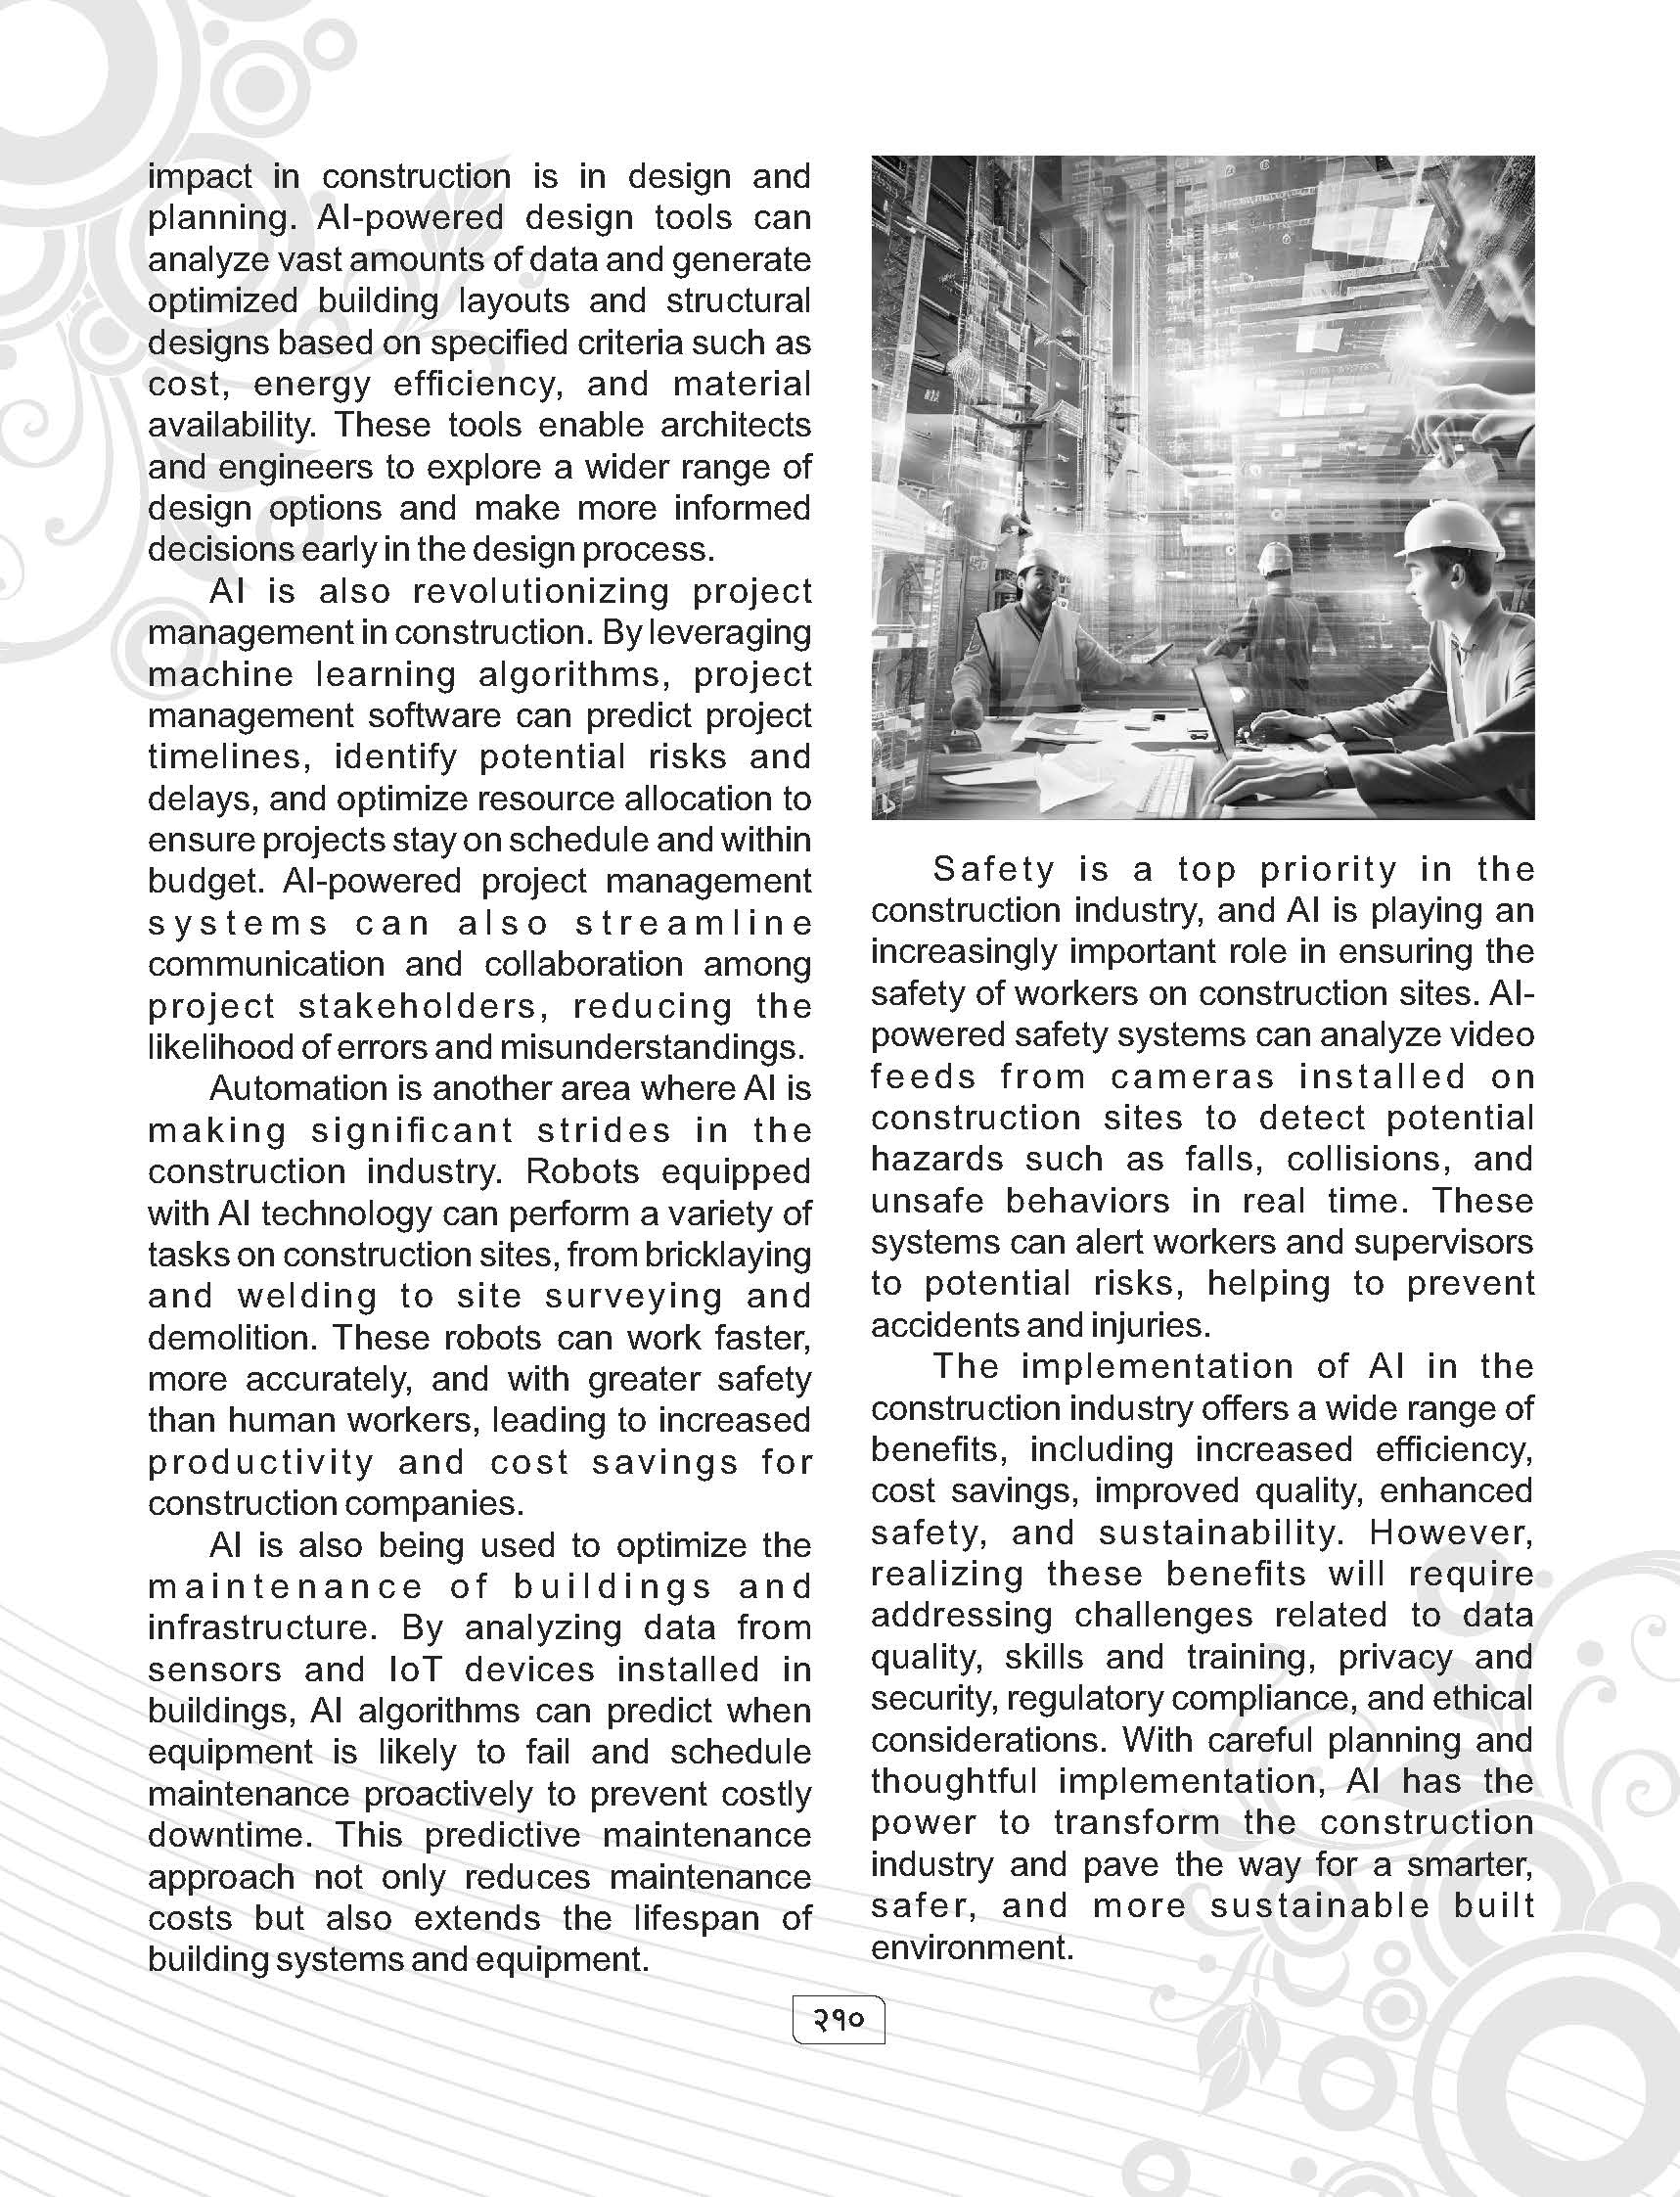 impact in construction is in design and
planning. AI-powered design tools can
analyze vast amounts of data and generate
optimized building layouts and structural
designs based on specified criteria such as
cost, energy efficiency, and material
availability. These tools enable architects
and engineers to explore a wider range of
design options and make more informed
decisions early in the design process.
AI is also revolutionizing project
management in construction. By leveraging
machine learning algorithms, project
management software can predict project
timelines, identify potential risks and
delays, and optimize resource allocation to
ensure projects stay on schedule and within
budget. AI-powered project management
systems can also streamline
communication and collaboration among
project stakeholders, reducing the
likelihood of errors and misunderstandings.
Automation is another area where AI is
making significant strides in the
construction industry. Robots equipped
with AI technology can perform a variety of
tasks on construction sites, from bricklaying
and welding to site surveying and
demolition. These robots can work faster,
more accurately, and with greater safety
than human workers, leading to increased
productivity and cost savings for
construction companies.
AI is also being used to optimize the
maintenance of buildings and
infrastructure. By analyzing data from
sensors and IoT devices installed in
buildings, AI algorithms can predict when
equipment is likely to fail and schedule
maintenance proactively to prevent costly
downtime. This predictive maintenance
approach not only reduces maintenance
costs but also extends the lifespan of
building systems and equipment.
Safety is a top priority in the
construction industry, and AI is playing an
increasingly important role in ensuring the
safety of workers on construction sites. AI-
powered safety systems can analyze video
feeds from cameras installed on
construction sites to detect potential
hazards such as falls, collisions, and
unsafe behaviors in real time. These
systems can alert workers and supervisors
to potential risks, helping to prevent
accidents and injuries.
The implementation of AI in the
construction industry offers a wide range of
benefits, including increased efficiency,
cost savings, improved quality, enhanced
safety, and sustainability. However,
realizing these benefits will require
addressing challenges related to data
quality, skills and training, privacy and
security, regulatory compliance, and ethical
considerations. With careful planning and
thoughtful implementation, AI has the
power to transform the construction
industry and pave the way for a smarter,
safer, and more sustainable built
environment.
२१०